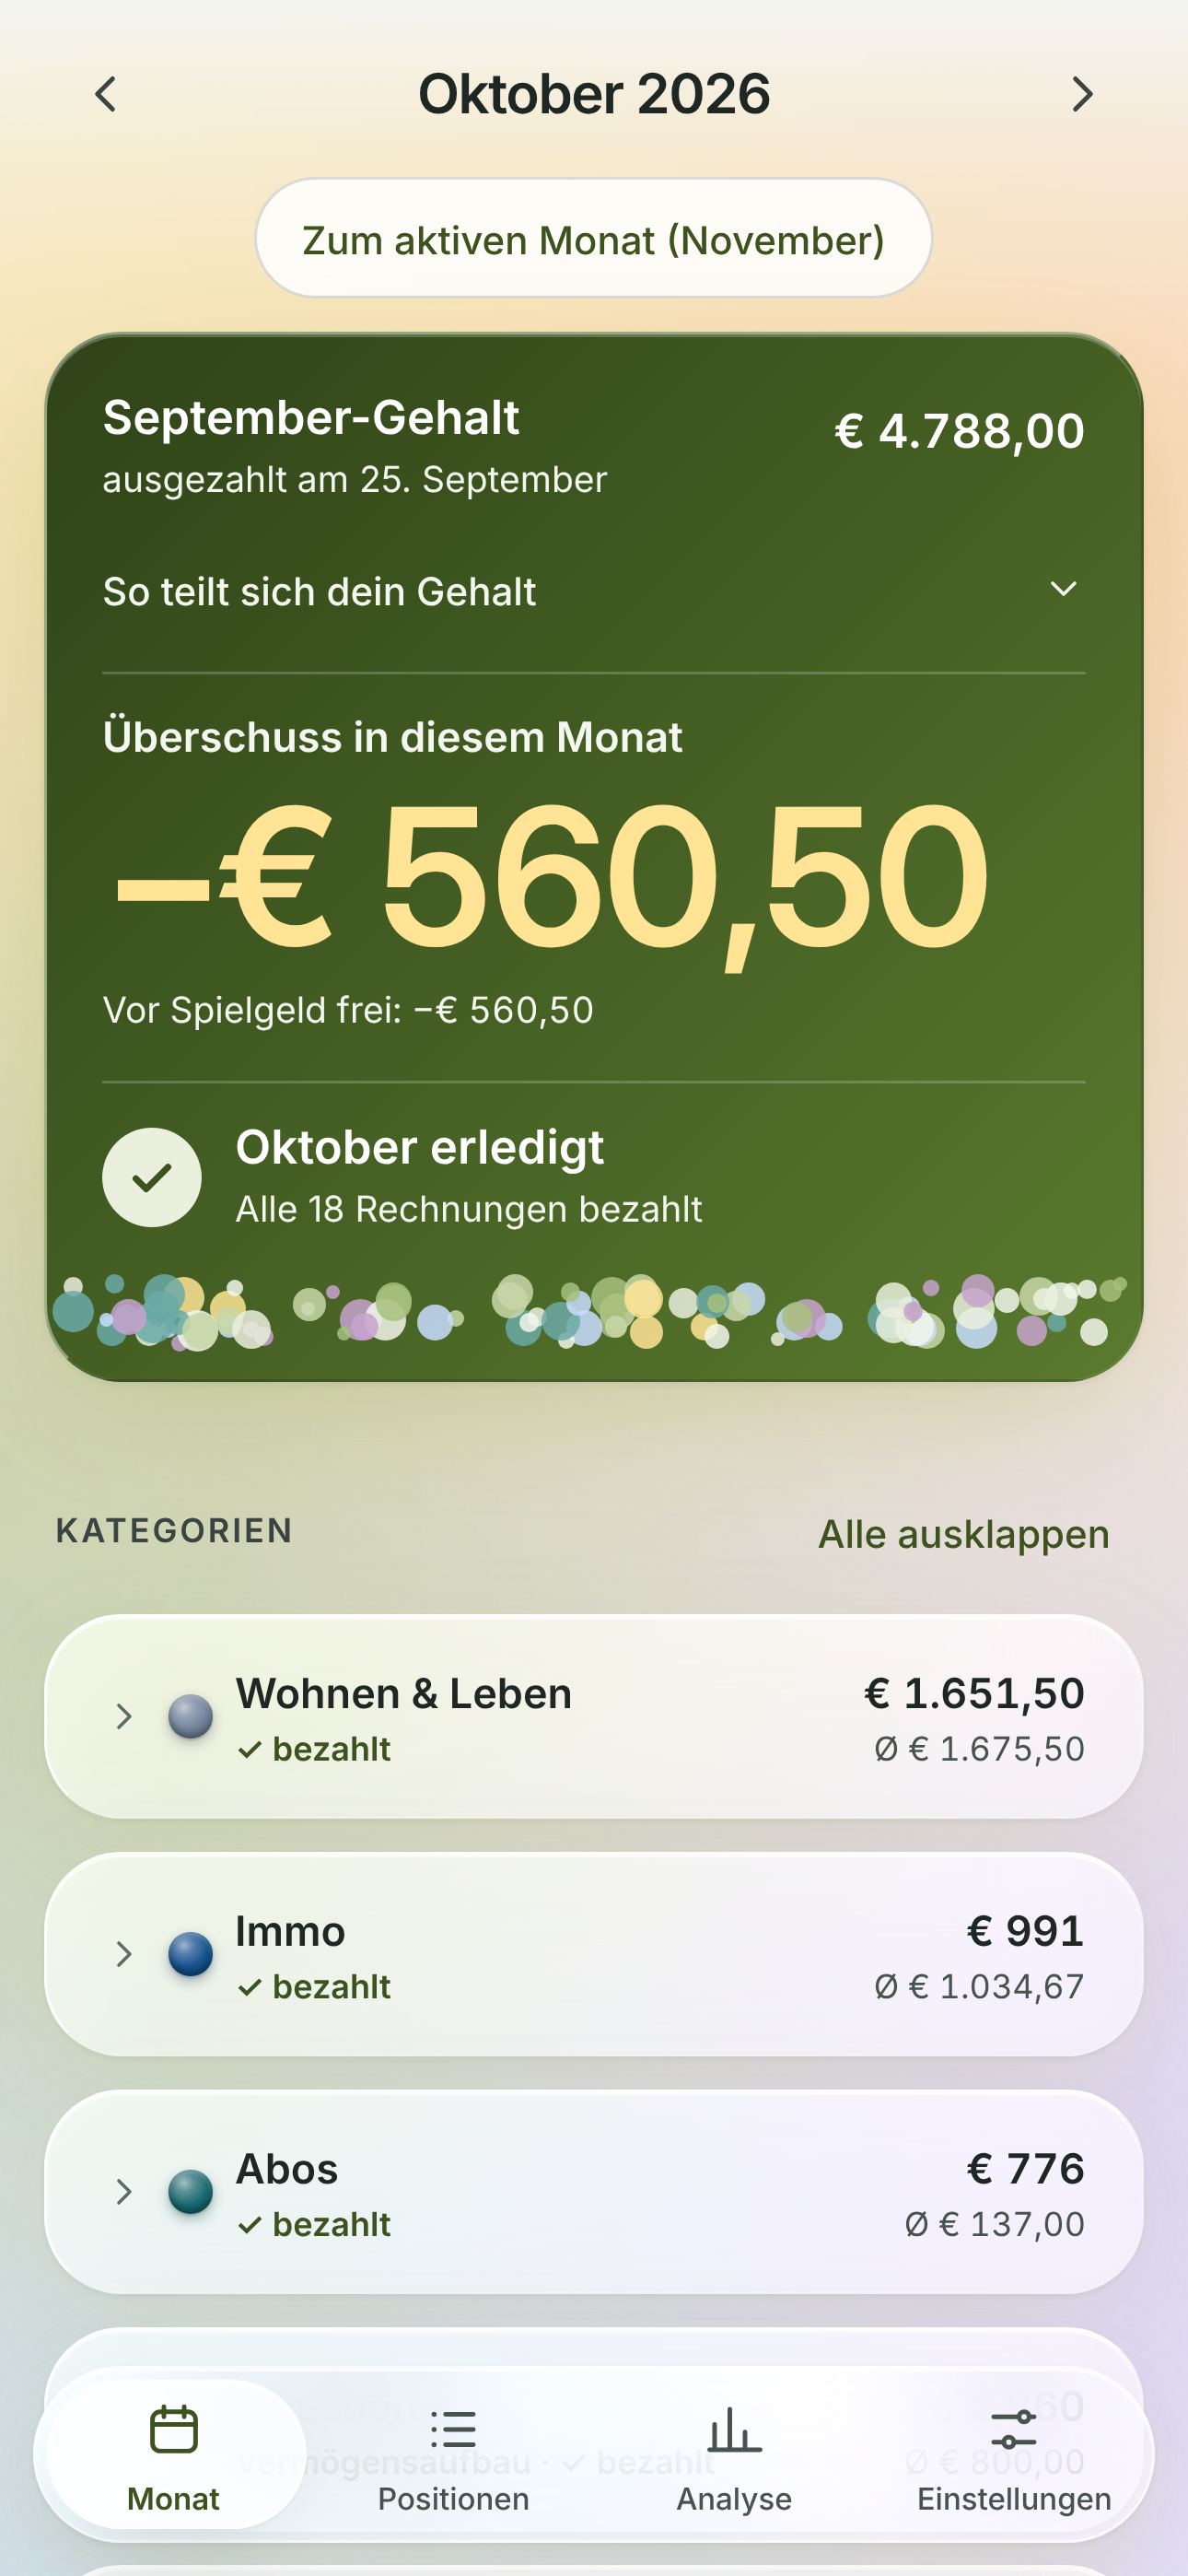 Oktober 2026
Zum aktiven Monat (November)
September-Gehalt
€ 4.788,00
ausgezahlt am 25. September
So teilt sich dein Gehalt
Überschuss in diesem Monat
−€ 560,50
Vor Spielgeld frei: −€ 560,50
Oktober erledigt
Alle 18 Rechnungen bezahlt
KATEGORIEN
Alle ausklappen
Wohnen & Leben
€ 1.651,50
✓ bezahlt
Ø € 1.675,50
Immo
€ 991
✓ bezahlt
Ø € 1.034,67
Abos
€ 776
✓ bezahlt
Ø € 137,00
Vermögensaufbau · ✓ bezahlt
Ø € 800,00
Monat
Positionen
Analyse
Einstellungen